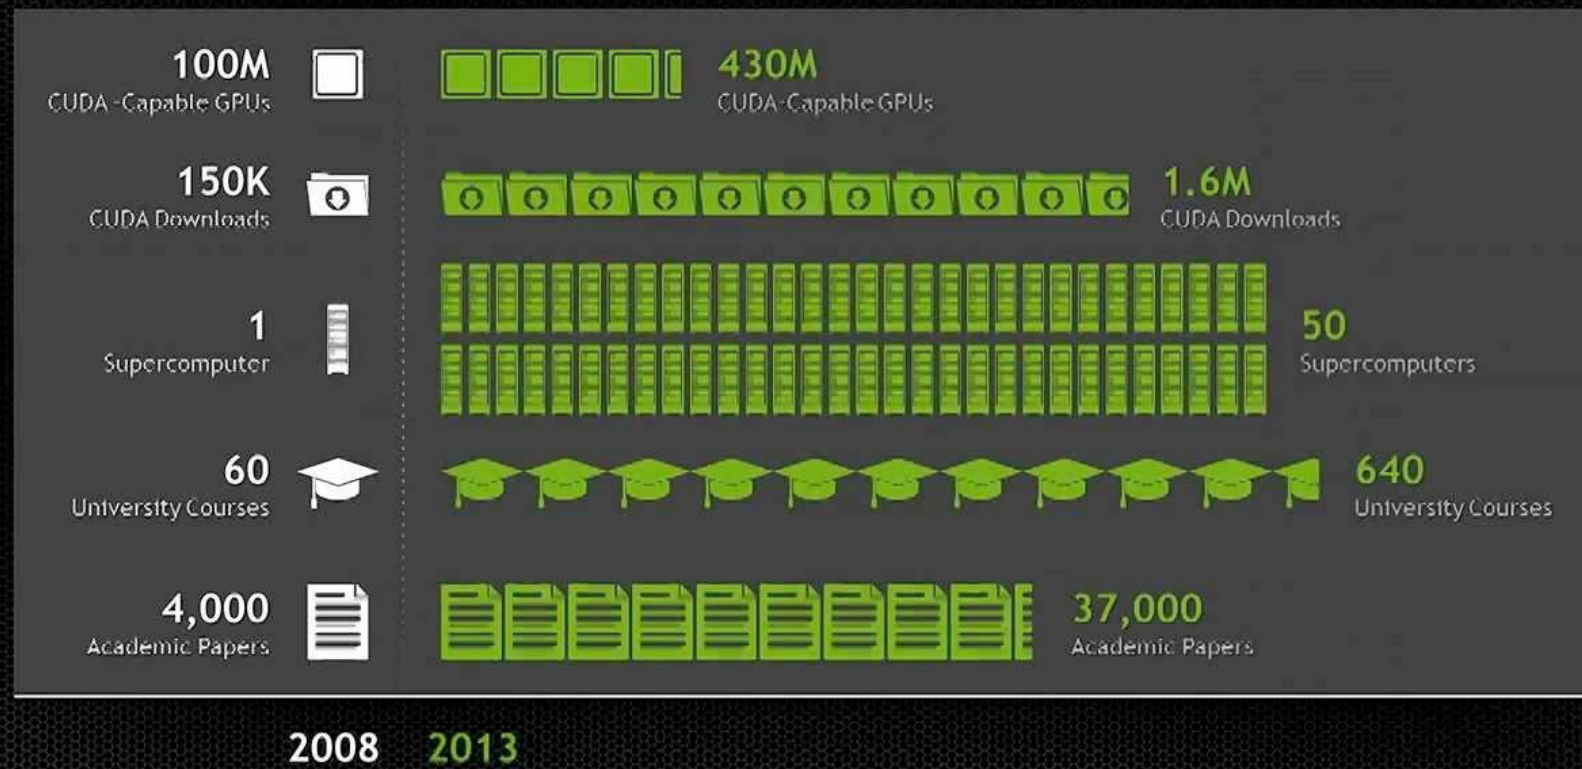 100M
CUDA -Capable GPUs
430M
CUDA-Capable GPUs
150K
CUDA Downloads
1.6M
CUDA Downloads
1
Supercomputer
50
Supercomputers
60
University Courses
640
University Courses
4,000
Academic Papers
37,000
Academic Papers
2008 2013